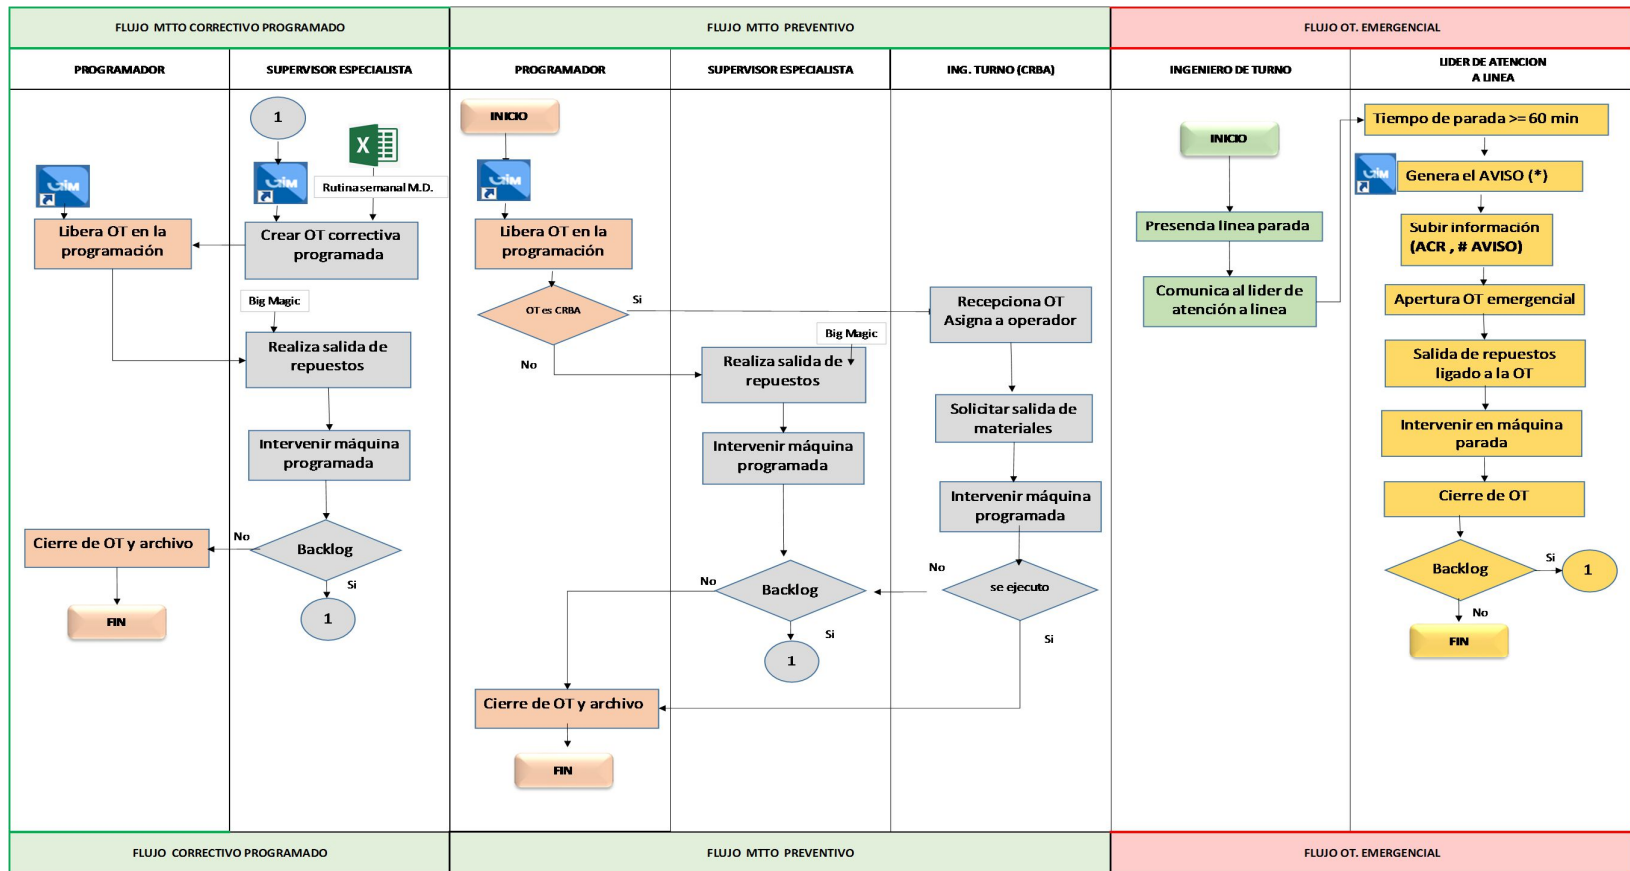 FLUJO MTTO CORRECTIVO PROGRAMADO
FLUJO MTTO PREVENTIVO
FLUJO OT. EMERGENCIAL
PROGRAMADOR
SUPERVISOR ESPECIALISTA
PROGRAMADOR
SUPERVISOR ESPECIALISTA
ING. TURNO (CRBA)
INGENIERO DE TURNO
LIDER DE ATENCION
A LINEA
1
X
Rutina semanal M.D.
Libera OT en la
programación
Crear OT correctiva
programada
Big Magic
Realiza salida de
repuestos
Intervenir máquina
programada
Backlog
No
Si
Cierre de OT y archivo
1
FIN
INICIO
Libera OT en la
programación
OT es CRBA
Si
No
Recepciona OT
Asigna a operador
Big Magic
Realiza salida de
repuestos
Solicitar salida de
materiales
Intervenir máquina
programada
Intervenir máquina
programada
Backlog
No
Si
se ejecuto
No
Si
1
Cierre de OT y archivo
FIN
INICIO
Presencia línea parada
Comunica al lider de
atención a linea
Tiempo de parada >= 60 min
Genera el AVISO (*)
Subir información
(ACR , # AVISO)
Apertura OT emergencial
Salida de repuestos
ligado a la OT
Intervenir en máquina
parada
Cierre de OT
Backlog
Si
1
No
FIN
FLUJO CORRECTIVO PROGRAMADO
FLUJO MTTO PREVENTIVO
FLUJO OT. EMERGENCIAL